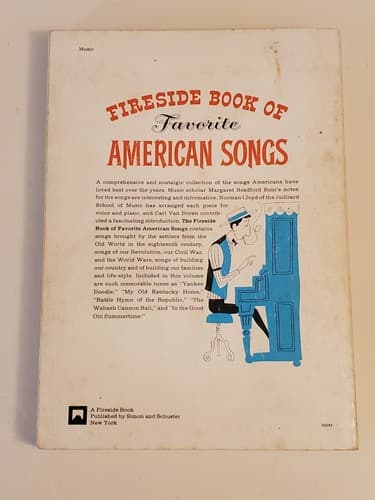 Music
FIRESIDE BOOK OF
Favorite
AMERICAN SONGS
A comprehensive and nostalgic collection of the songs Americans have
loved best over the years. Music scholar Margaret Bradford Boni's notes
for the songs are interesting and informative; Norman Lloyd of the Juilliard
School of Music has arranged each piece for
voice and piano, and Carl Van Doren contrib-
uted a fascinating introduction. The Fireside
Book of Favorite American Songs contains
songs brought by the settlers from the
Old World in the eighteenth century,
songs of our Revolution, our Civil War,
and the World Wars, songs of building
our country and of building our families
and life-style. Included in this volume
are such memorable tunes as "Yankee
Doodle," "My Old Kentucky Home,"
"Battle Hymn of the Republic," "The
Wabash Cannon Ball," and "In the Good
Old Summertime."
A Fireside Book
Published by Simon and Schuster
New York